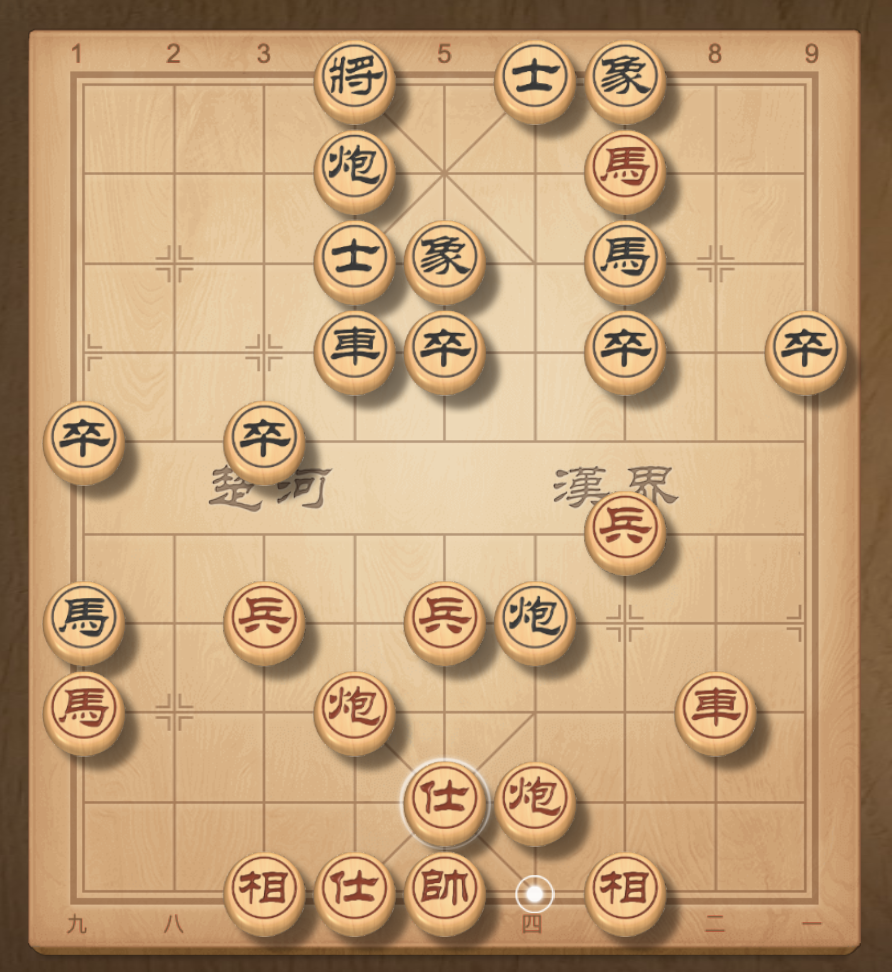 1 2 3 5 8 9
將 士 象
炮 馬
士 象 馬
車 卒 卒 卒
卒 卒
楚河 漢界
兵
馬 兵 兵 炮
馬 炮 車
仕 炮
相 仕 帥 相
九 八 四 二 一